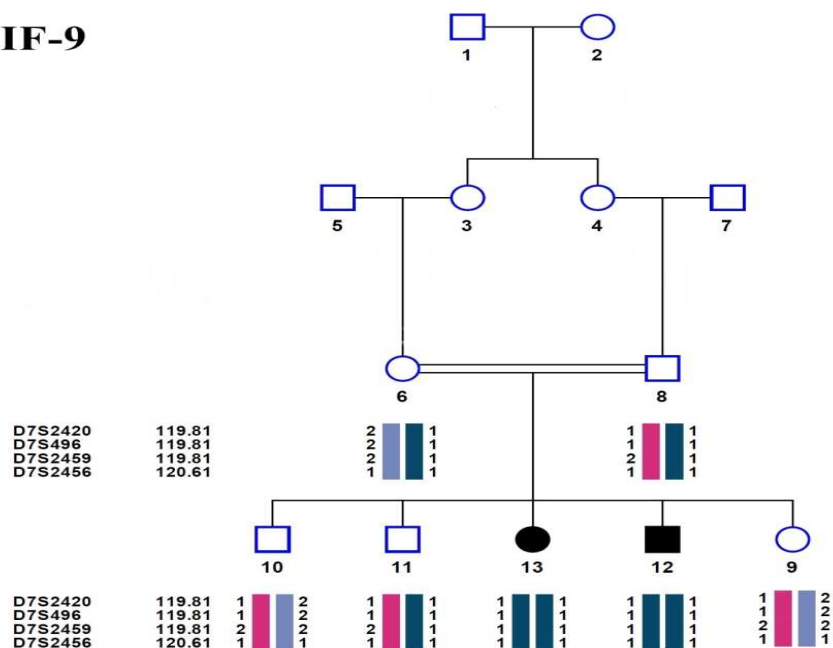 IF-9
1 2
5 3 4 7
6 8
D7S2420 119.81 2 1 1 1
D7S496 119.81 2 1 1 1
D7S2459 119.81 2 1 2 1
D7S2456 120.61 1 1 1 1
10 11 13 12 9
D7S2420 119.81 1 2 1 1 1 1 1 1 1 2
D7S496 119.81 1 2 1 1 1 1 1 1 1 2
D7S2459 119.81 2 2 2 1 1 1 1 1 2 2
D7S2456 120.61 1 1 1 1 1 1 1 1 1 1